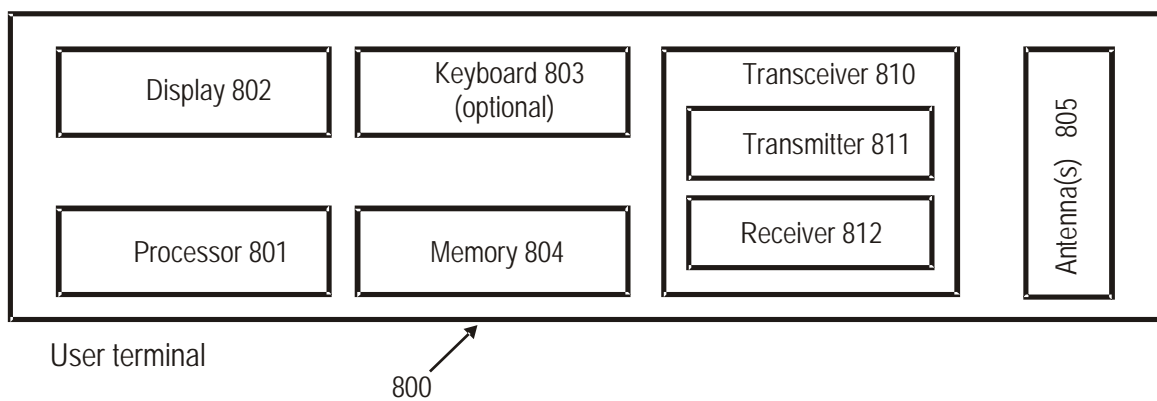 Display 802
Keyboard 803
(optional)
Transceiver 810
Transmitter 811
Receiver 812
Antenna(s) 805
Processor 801
Memory 804
User terminal
800